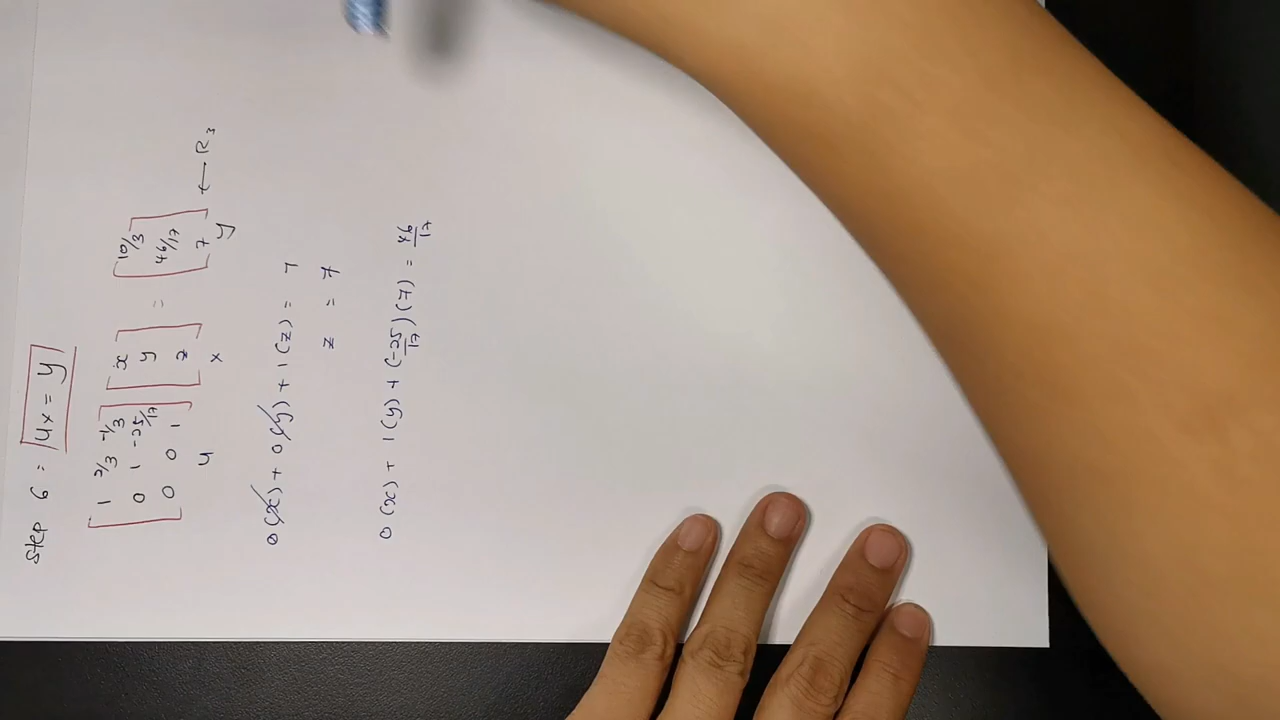 Step 6 : Ux = y
1 2/3 -1/3 x 10/3
0 1 -25/17 y = 46/17
0 0 1 z 7 ← R3
U x y
0(x) + 0(y) + 1(z) = 7
z = 7
0(x) + 1(y) + (-25/17)(7) = 46/17